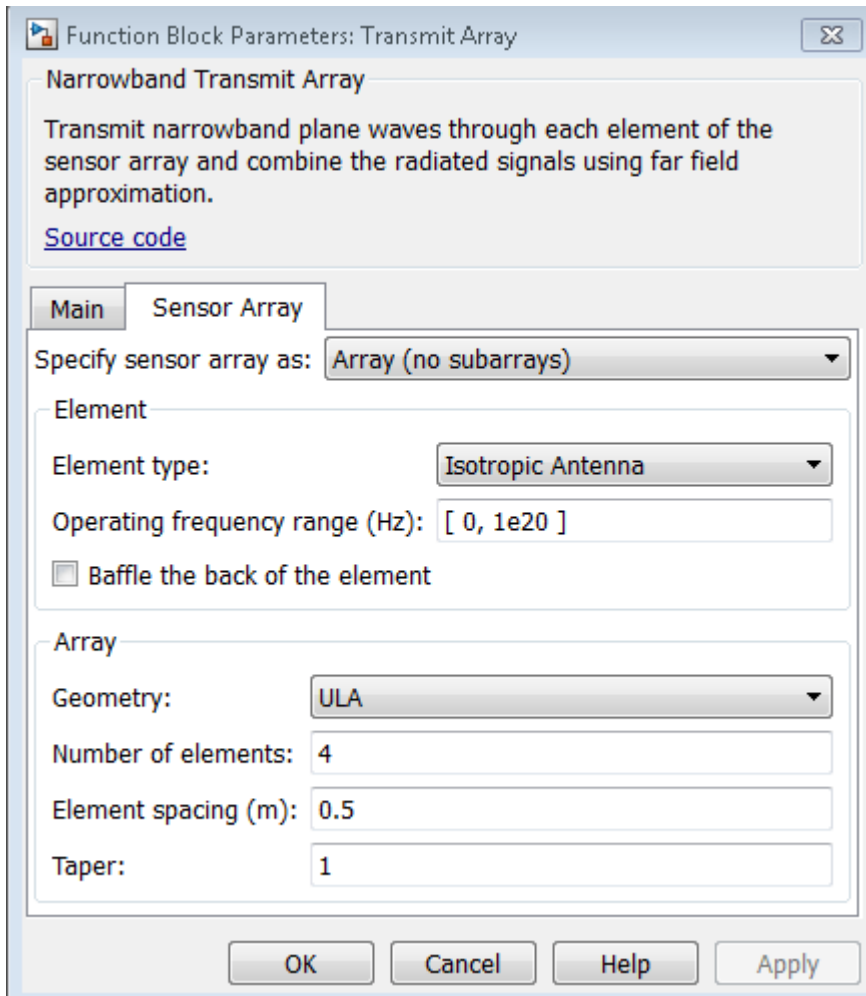 Function Block Parameters: Transmit Array
Narrowband Transmit Array
Transmit narrowband plane waves through each element of the
sensor array and combine the radiated signals using far field
approximation.
Source code
Main Sensor Array
Specify sensor array as: Array (no subarrays)
Element
Element type: Isotropic Antenna
Operating frequency range (Hz): [ 0, 1e20 ]
Baffle the back of the element
Array
Geometry: ULA
Number of elements: 4
Element spacing (m): 0.5
Taper: 1
OK Cancel Help Apply